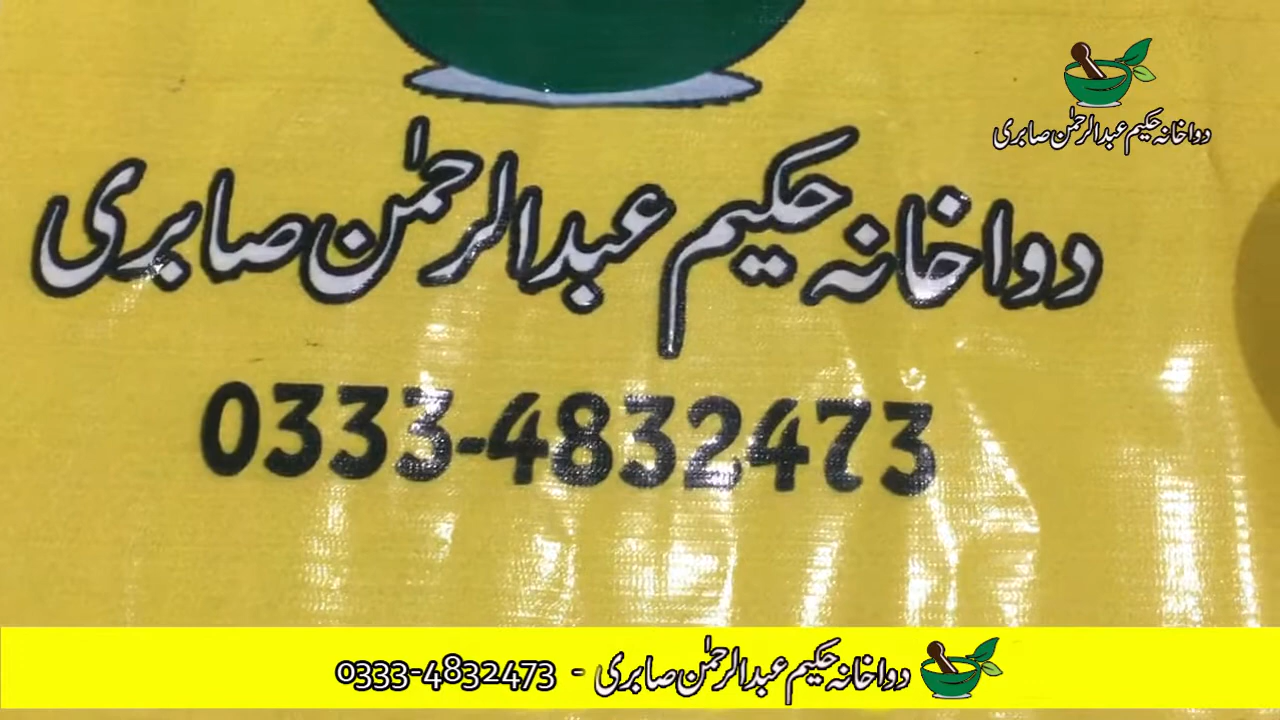 دواخانہ حکیم عبدالرحمٰن صابری
دواخانہ حکیم عبدالرحمٰن صابری
0333-4832473
دواخانہ حکیم عبدالرحمٰن صابری - 0333-4832473